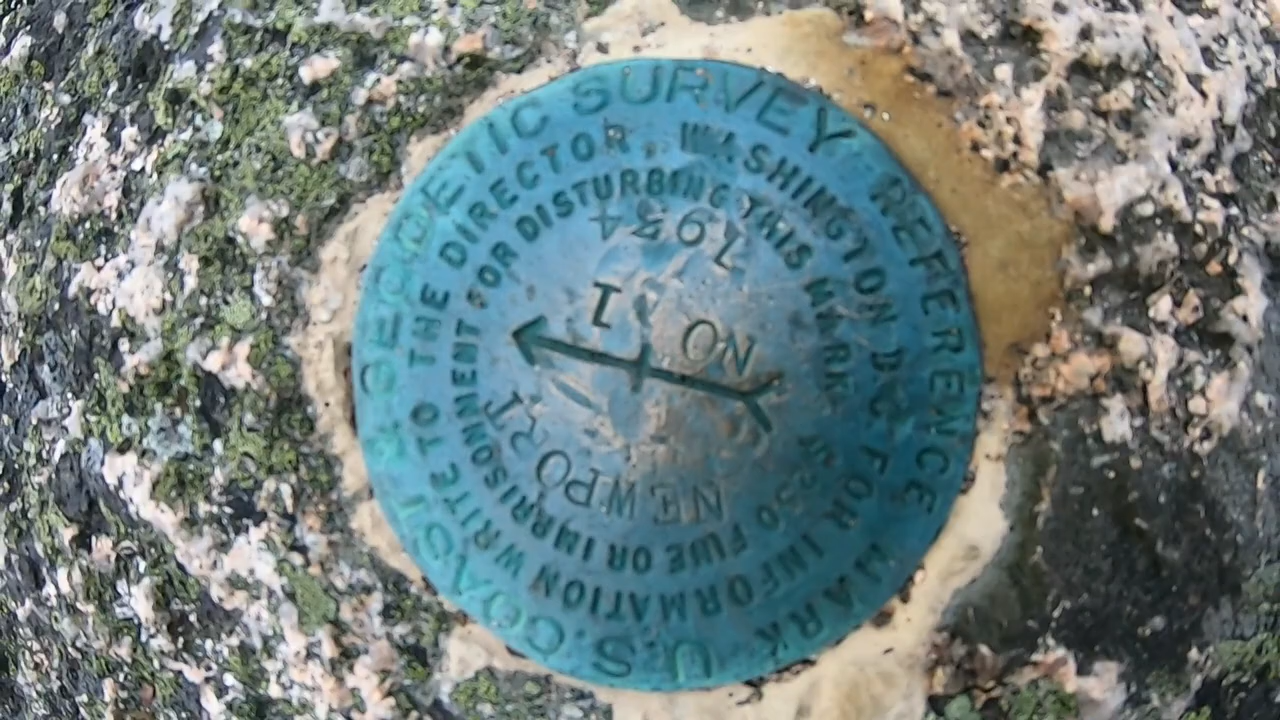 U.S. COAST & GEODETIC SURVEY REFERENCE MARK
FOR INFORMATION WRITE TO THE DIRECTOR, WASHINGTON D.C.
$250 FINE OR IMPRISONMENT FOR DISTURBING THIS MARK.
NEWPORT
NO 1
1934